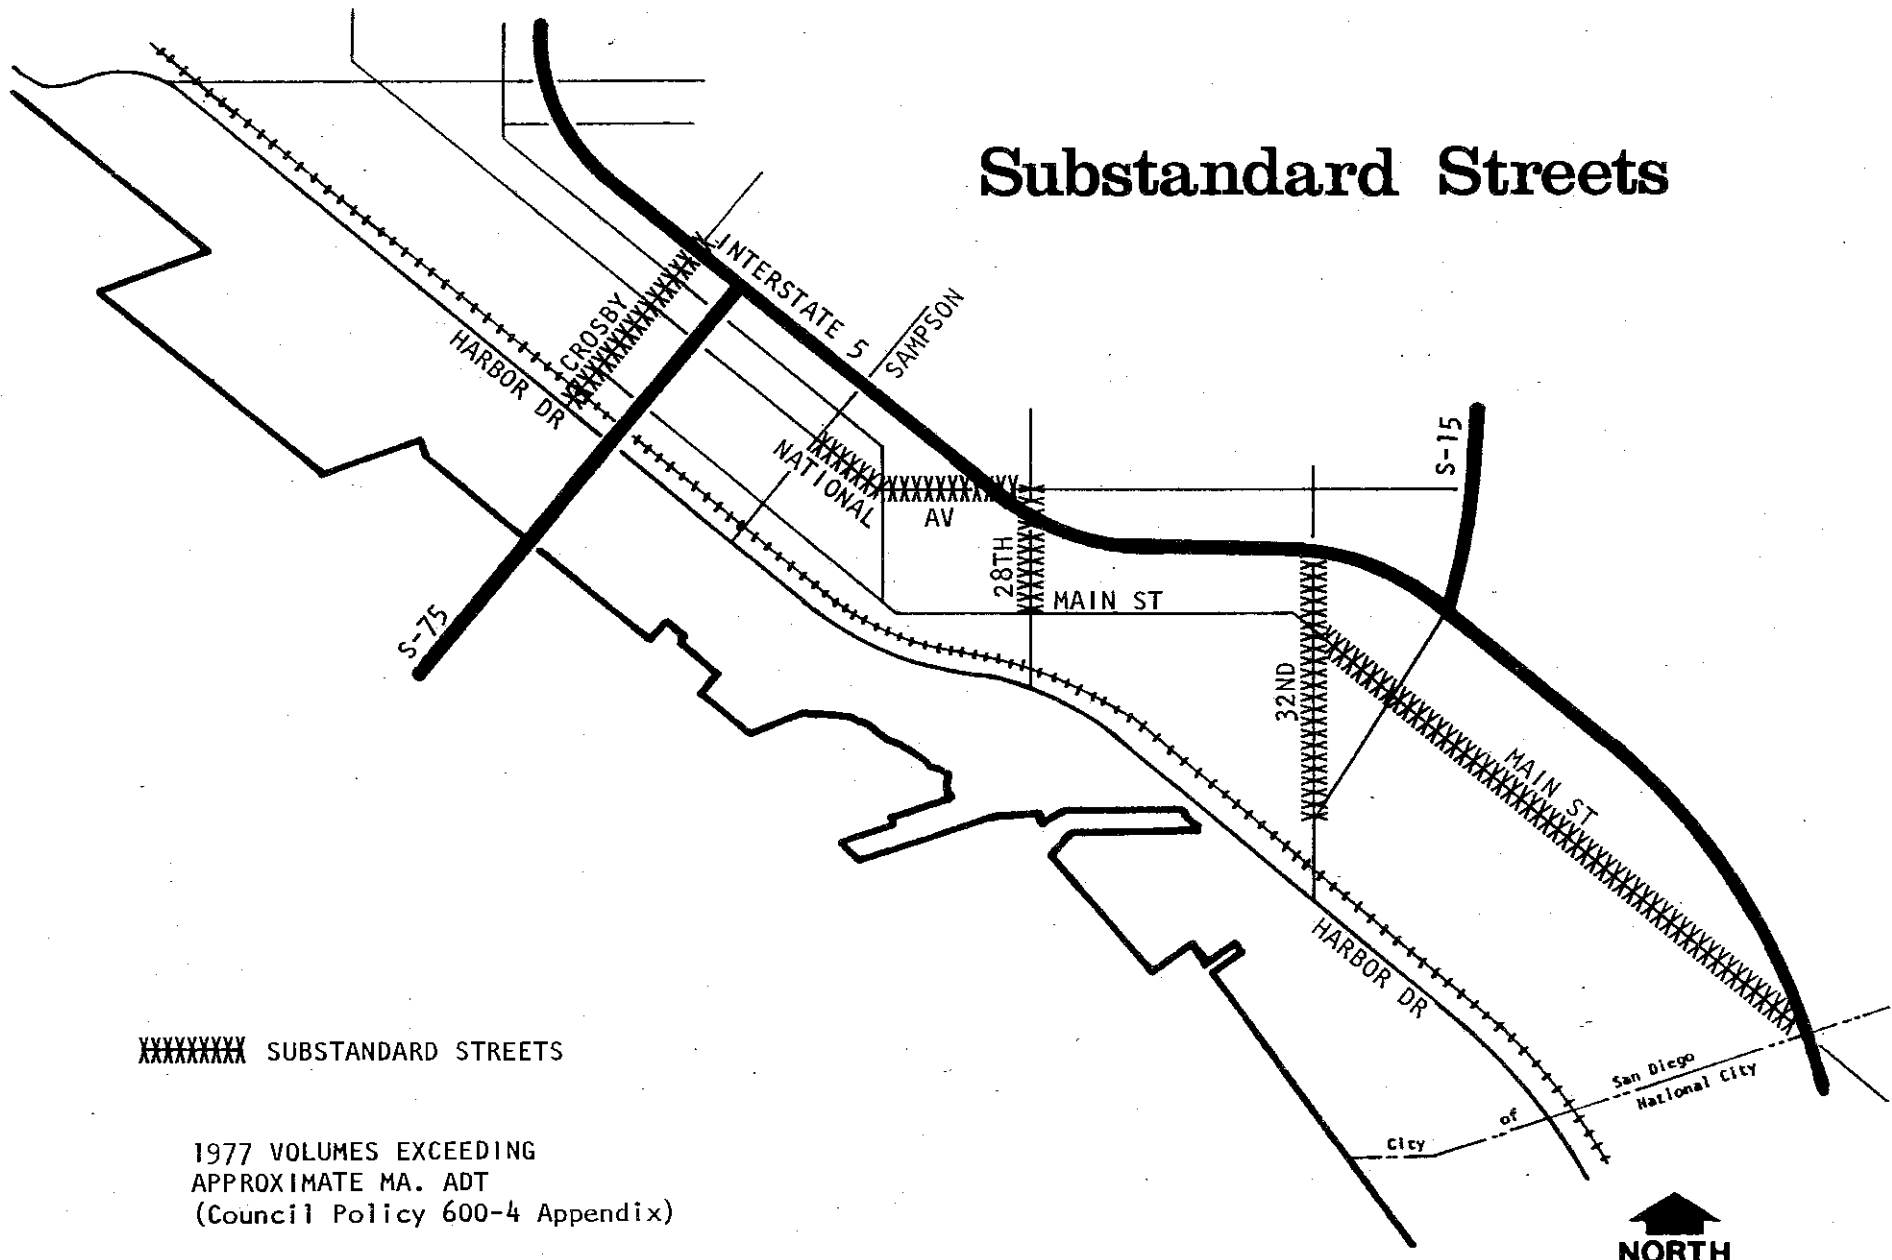 Substandard Streets
INTERSTATE 5
CROSBY
SAMPSON
HARBOR DR
NATIONAL
AV
S-15
28TH
MAIN ST
S-75
32ND
MAIN ST
HARBOR DR
SUBSTANDARD STREETS
San Diego
City of
National City
1977 VOLUMES EXCEEDING
APPROXIMATE MA. ADT
(Council Policy 600-4 Appendix)
NORTH